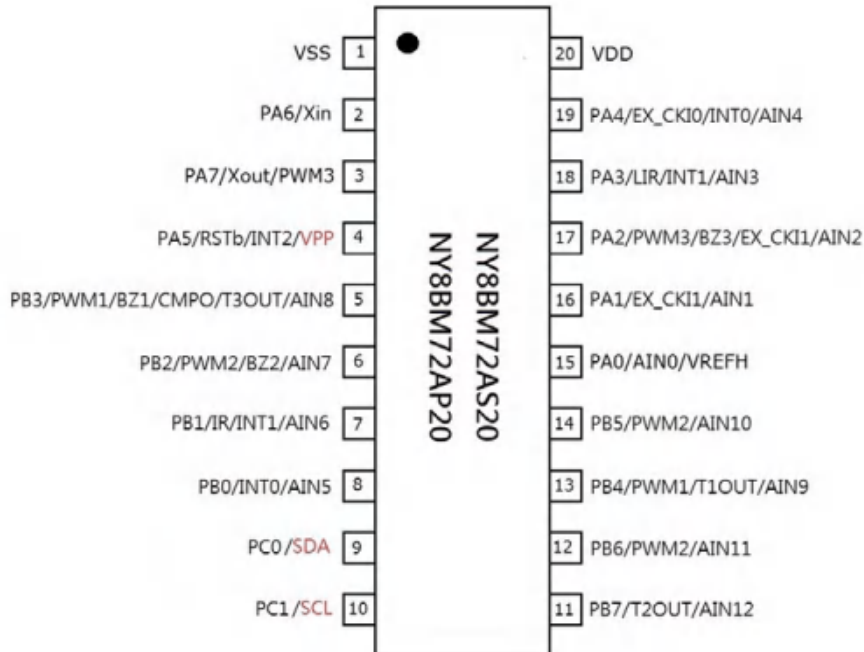 VSS 1
PA6/Xin 2
PA7/Xout/PWM3 3
PA5/RSTb/INT2/VPP 4
PB3/PWM1/BZ1/CMPO/T3OUT/AIN8 5
PB2/PWM2/BZ2/AIN7 6
PB1/IR/INT1/AIN6 7
PB0/INT0/AIN5 8
PC0/SDA 9
PC1/SCL 10
NY8BM72AS20
NY8BM72AP20
20 VDD
19 PA4/EX_CKI0/INT0/AIN4
18 PA3/LIR/INT1/AIN3
17 PA2/PWM3/BZ3/EX_CKI1/AIN2
16 PA1/EX_CKI1/AIN1
15 PA0/AIN0/VREFH
14 PB5/PWM2/AIN10
13 PB4/PWM1/T1OUT/AIN9
12 PB6/PWM2/AIN11
11 PB7/T2OUT/AIN12